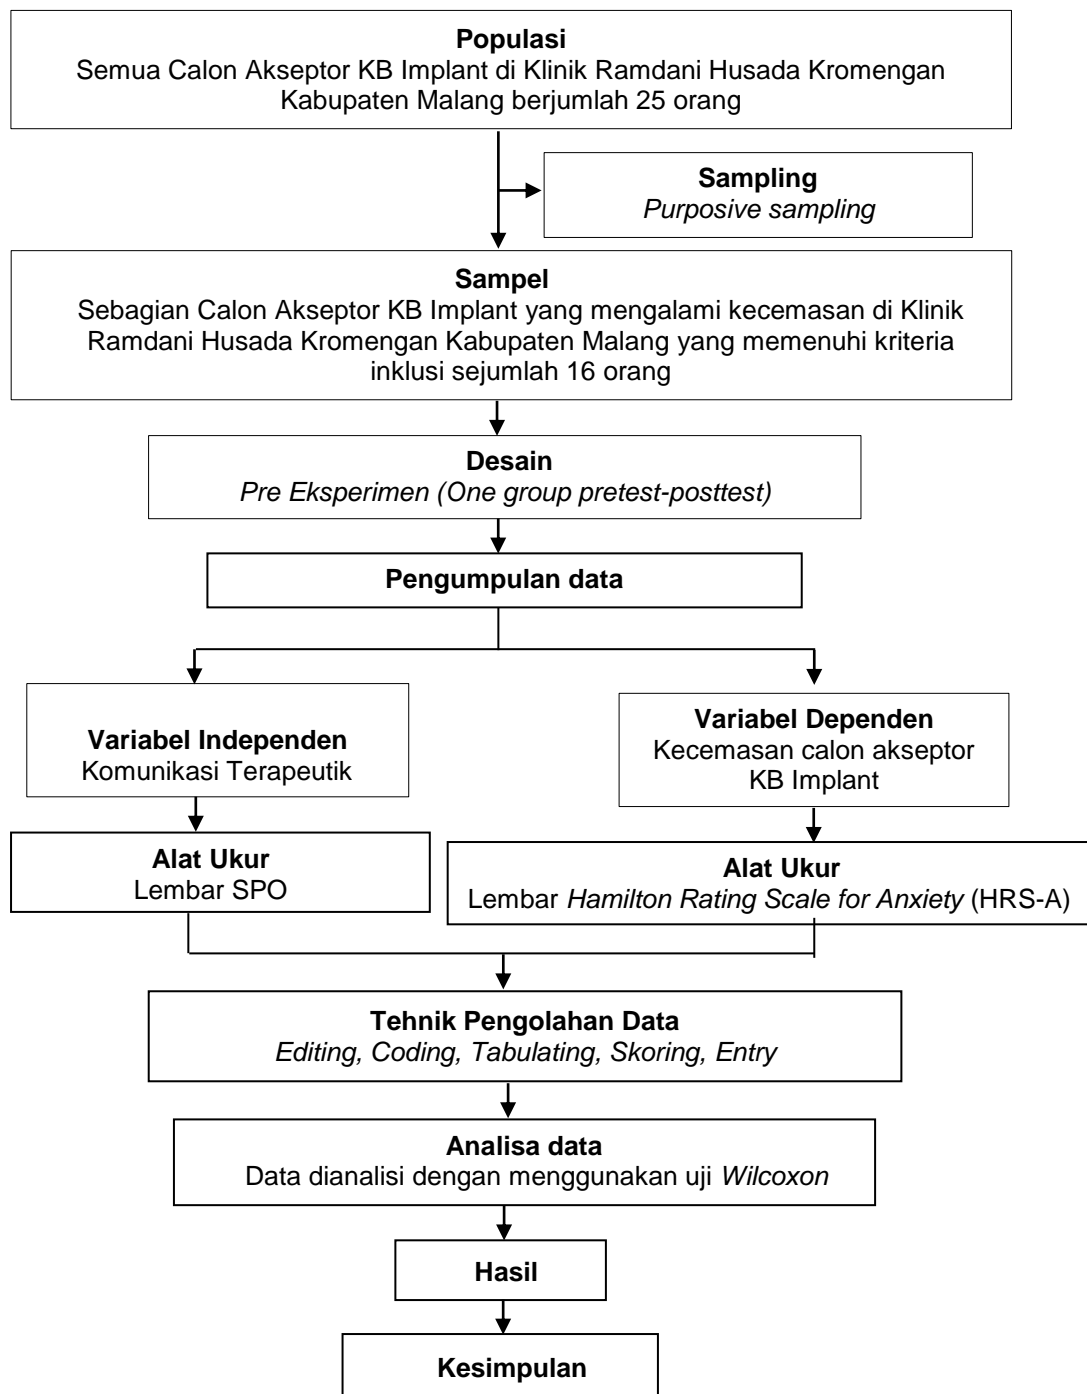 Populasi
Semua Calon Akseptor KB Implant di Klinik Ramdani Husada Kromengan
Kabupaten Malang berjumlah 25 orang
Sampling
Purposive sampling
Sampel
Sebagian Calon Akseptor KB Implant yang mengalami kecemasan di Klinik
Ramdani Husada Kromengan Kabupaten Malang yang memenuhi kriteria
inklusi sejumlah 16 orang
Desain
Pre Eksperimen (One group pretest-posttest)
Pengumpulan data
Variabel Independen
Komunikasi Terapeutik
Variabel Dependen
Kecemasan calon akseptor
KB Implant
Alat Ukur
Lembar SPO
Alat Ukur
Lembar Hamilton Rating Scale for Anxiety (HRS-A)
Tehnik Pengolahan Data
Editing, Coding, Tabulating, Skoring, Entry
Analisa data
Data dianalisi dengan menggunakan uji Wilcoxon
Hasil
Kesimpulan